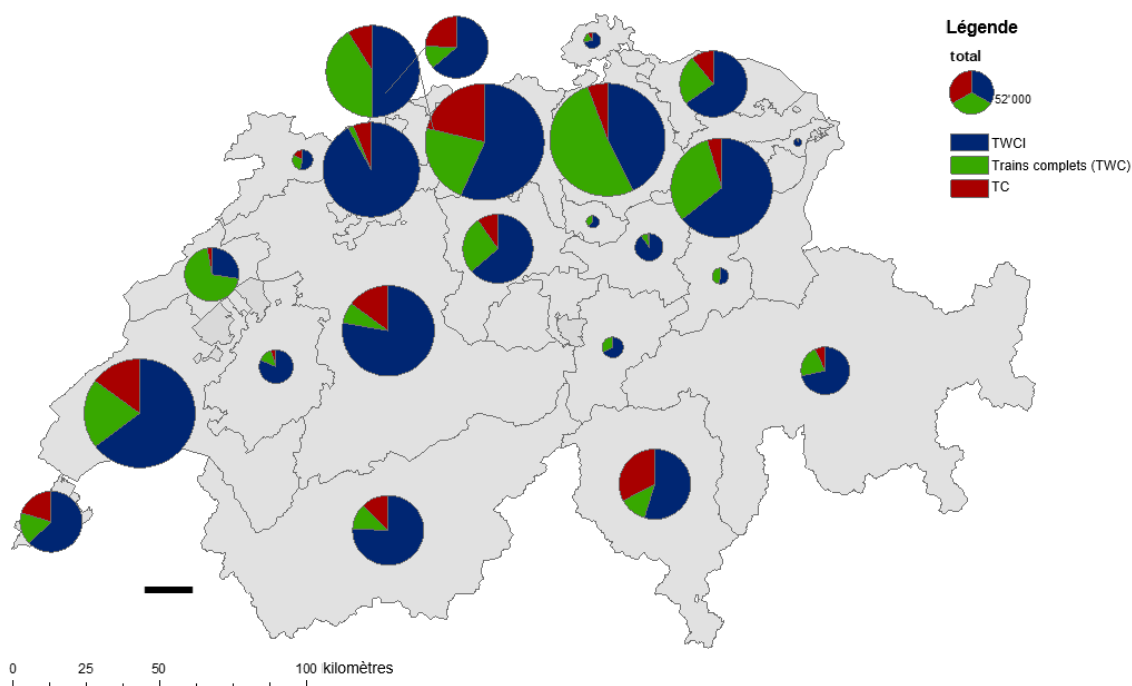 Légende
total
52'000
TWCI
Trains complets (TWC)
TC
0 25 50 100 kilomètres